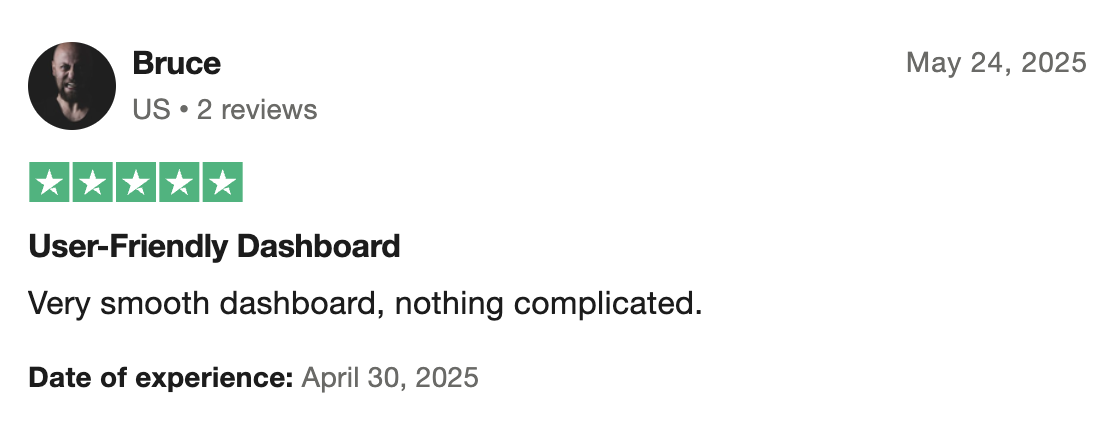 Bruce
May 24, 2025
US • 2 reviews
User-Friendly Dashboard
Very smooth dashboard, nothing complicated.
Date of experience: April 30, 2025